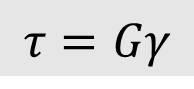 τ = Gγ